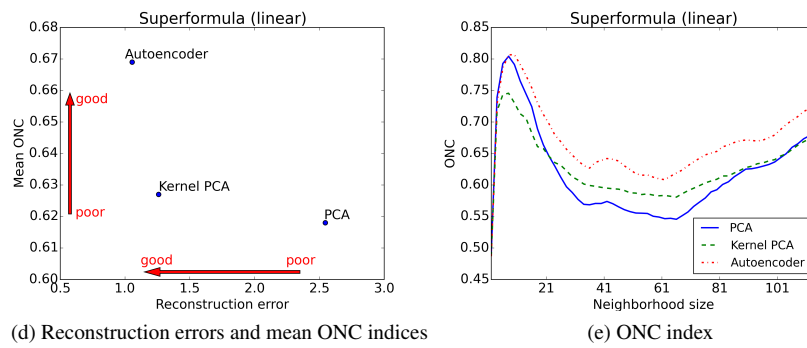 Superformula (linear)
0.68
0.67
0.66
0.65
0.64
0.63
0.62
0.61
0.60
Mean ONC
Autoencoder
good
Kernel PCA
poor
PCA
good
poor
0.5
1.0
1.5
2.0
2.5
3.0
Reconstruction error
(d) Reconstruction errors and mean ONC indices
Superformula (linear)
0.85
0.80
0.75
0.70
0.65
0.60
0.55
0.50
0.45
ONC
PCA
Kernel PCA
Autoencoder
21
41
61
81
101
Neighborhood size
(e) ONC index